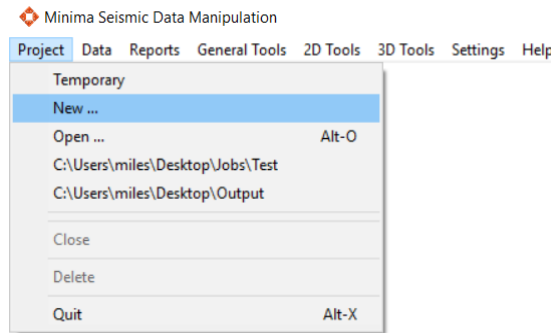 Minima Seismic Data Manipulation
Project Data Reports General Tools 2D Tools 3D Tools Settings Help
Temporary
New ...
Open ... Alt-O
C:\Users\miles\Desktop\Jobs\Test
C:\Users\miles\Desktop\Output
Close
Delete
Quit Alt-X